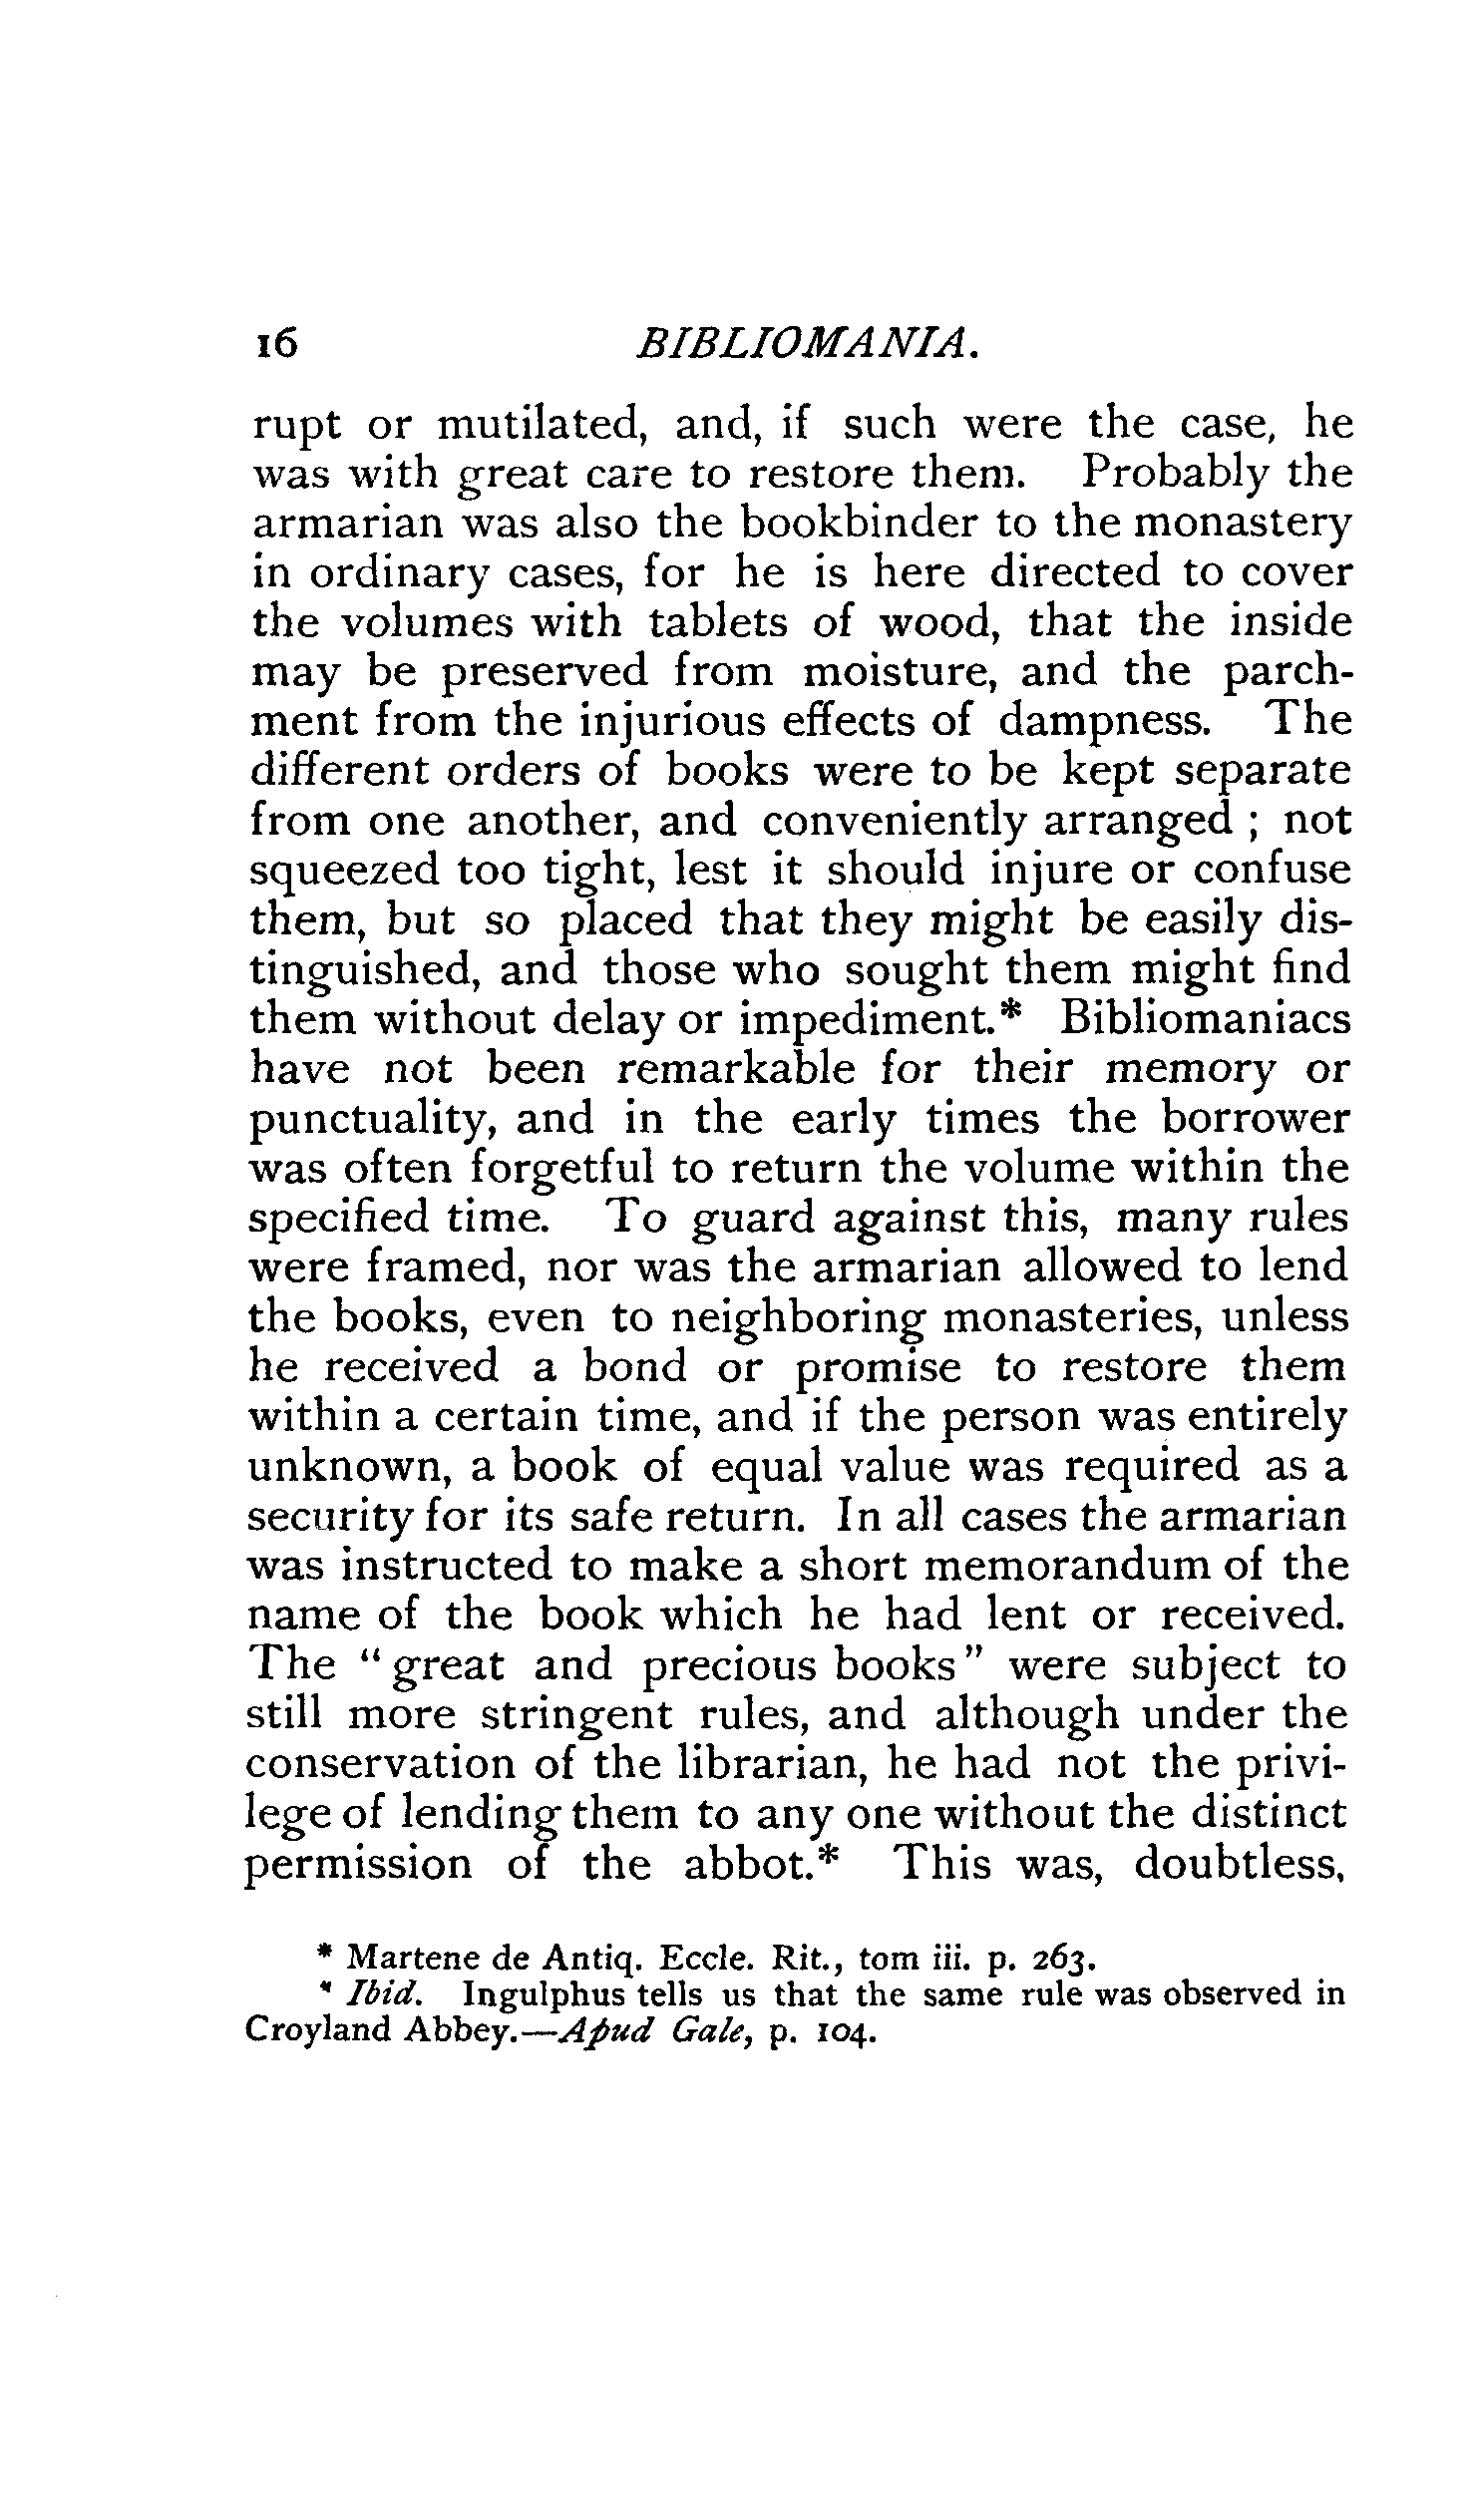 16 BIBLIOMANIA.
rupt or mutilated, and, if such were the case, he
was with great care to restore them. Probably the
armarian was also the bookbinder to the monastery
in ordinary cases, for he is here directed to cover
the volumes with tablets of wood, that the inside
may be preserved from moisture, and the parch-
ment from the injurious effects of dampness. The
different orders of books were to be kept separate
from one another, and conveniently arranged ; not
squeezed too tight, lest it should injure or confuse
them, but so placed that they might be easily dis-
tinguished, and those who sought them might find
them without delay or impediment.* Bibliomaniacs
have not been remarkable for their memory or
punctuality, and in the early times the borrower
was often forgetful to return the volume within the
specified time. To guard against this, many rules
were framed, nor was the armarian allowed to lend
the books, even to neighboring monasteries, unless
he received a bond or promise to restore them
within a certain time, and if the person was entirely
unknown, a book of equal value was required as a
security for its safe return. In all cases the armarian
was instructed to make a short memorandum of the
name of the book which he had lent or received.
The “ great and precious books” were subject to
still more stringent rules, and although under the
conservation of the librarian, he had not the privi-
lege of lending them to any one without the distinct
permission of the abbot.* This was, doubtless,
* Martene de Antiq. Eccle. Rit., tom iii. p. 263.
* Ibid. Ingulphus tells us that the same rule was observed in
Croyland Abbey.—Apud Gale, p. 104.